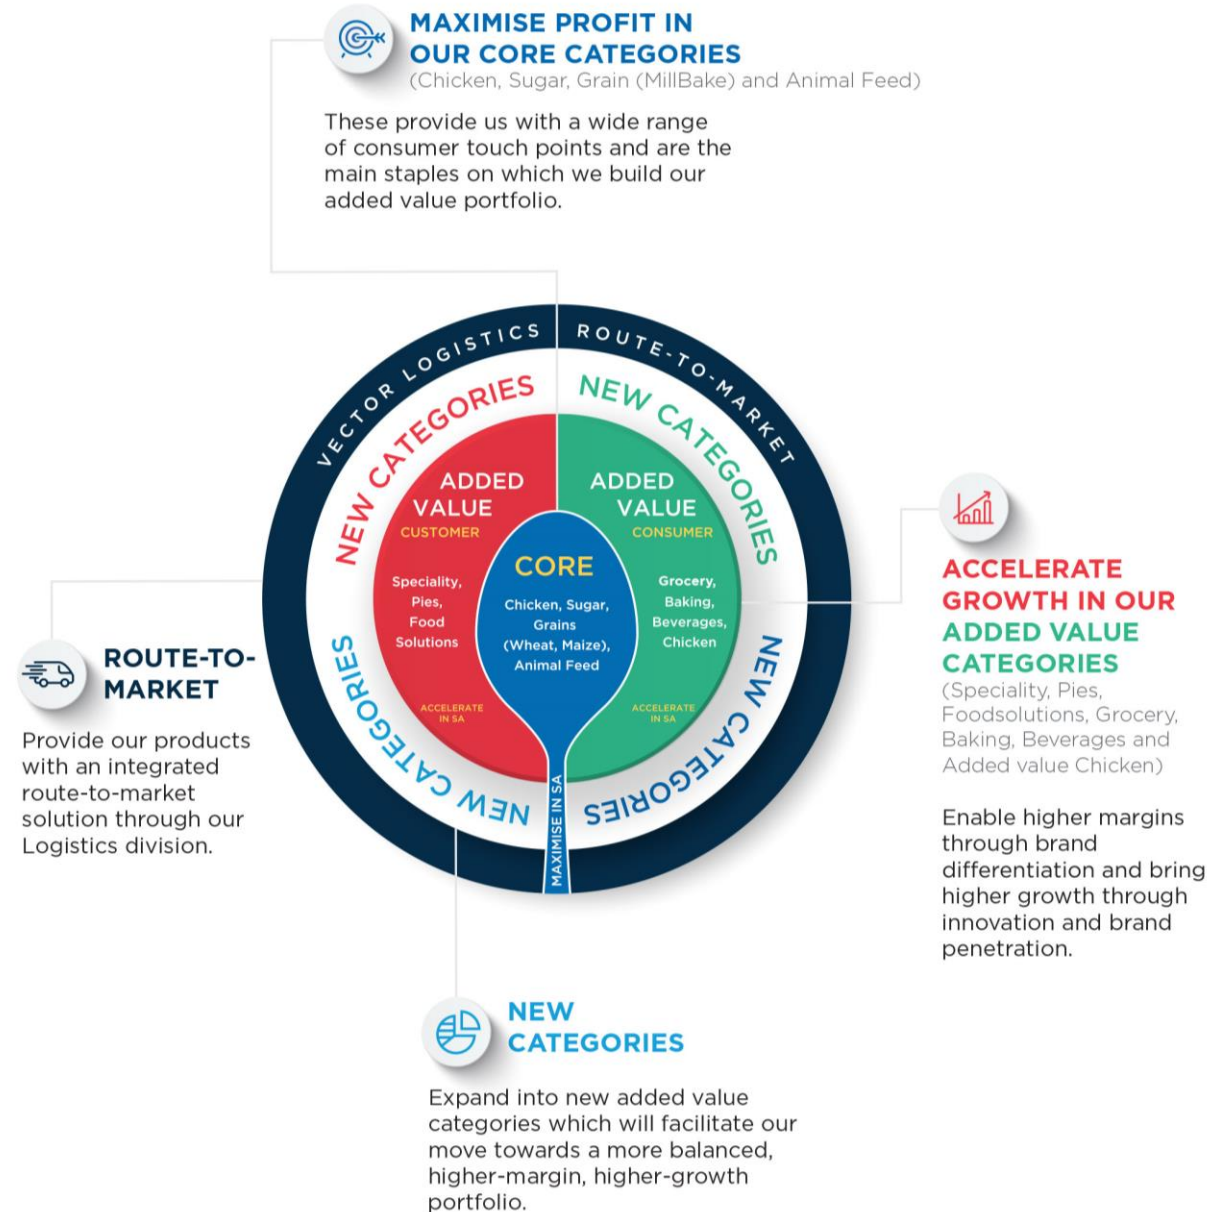 MAXIMISE PROFIT IN
OUR CORE CATEGORIES
(Chicken, Sugar, Grain (MillBake) and Animal Feed)
These provide us with a wide range
of consumer touch points and are the
main staples on which we build our
added value portfolio.
VECTOR LOGISTICS
ROUTE-TO-MARKET
NEW CATEGORIES
NEW CATEGORIES
ADDED
VALUE
CUSTOMER
Speciality,
Pies,
Food
Solutions
ACCELERATE
IN SA
CORE
Chicken, Sugar,
Grains
(Wheat, Maize),
Animal Feed
MAXIMISE IN SA
ADDED
VALUE
CONSUMER
Grocery,
Baking,
Beverages,
Chicken
ACCELERATE
IN SA
NEW CATEGORIES
NEW CATEGORIES
ROUTE-TO-
MARKET
Provide our products
with an integrated
route-to-market
solution through our
Logistics division.
ACCELERATE
GROWTH IN OUR
ADDED VALUE
CATEGORIES
(Speciality, Pies,
Foodsolutions, Grocery,
Baking, Beverages and
Added value Chicken)
Enable higher margins
through brand
differentiation and bring
higher growth through
innovation and brand
penetration.
NEW
CATEGORIES
Expand into new added value
categories which will facilitate our
move towards a more balanced,
higher-margin, higher-growth
portfolio.